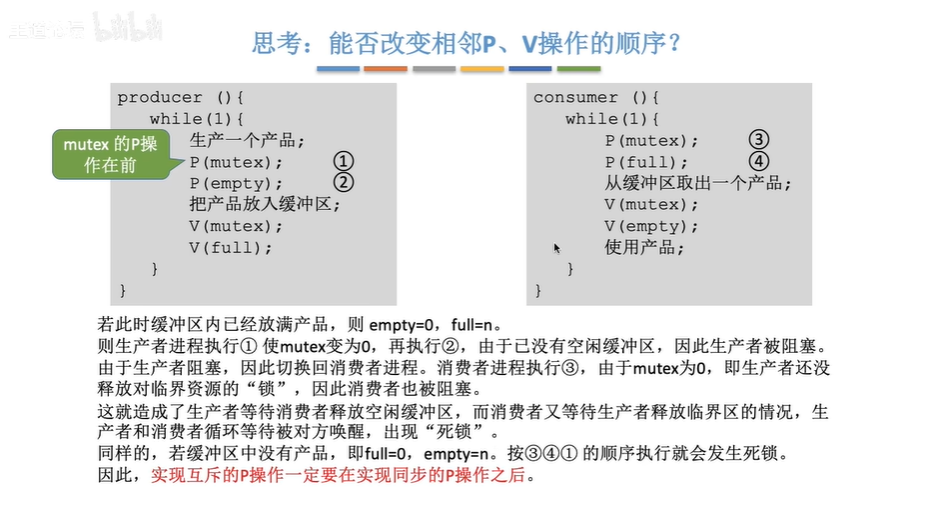 bilibili
思考：能否改变相邻P、V操作的顺序？
producer (){
while(1){
生产一个产品;
P(mutex); ①
P(empty); ②
把产品放入缓冲区;
V(mutex);
V(full);
}
}
mutex 的P操
作在前
consumer (){
while(1){
P(mutex); ③
P(full); ④
从缓冲区取出一个产品;
V(mutex);
V(empty);
使用产品;
}
}
若此时缓冲区内已经放满产品，则 empty=0，full=n。
则生产者进程执行① 使mutex变为0，再执行②，由于已没有空闲缓冲区，因此生产者被阻塞。
由于生产者阻塞，因此切换回消费者进程。消费者进程执行③，由于mutex为0，即生产者还没
释放对临界资源的“锁”，因此消费者也被阻塞。
这就造成了生产者等待消费者释放空闲缓冲区，而消费者又等待生产者释放临界区的情况，生
产者和消费者循环等待被对方唤醒，出现“死锁”。
同样的，若缓冲区中没有产品，即full=0，empty=n。按③④① 的顺序执行就会发生死锁。
因此，实现互斥的P操作一定要在实现同步的P操作之后。